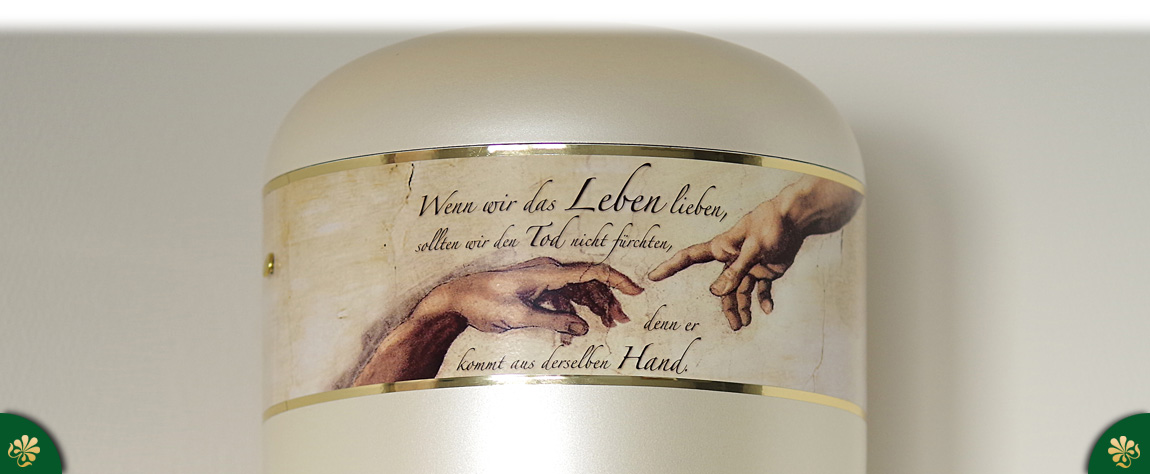 Wenn wir das Leben lieben,
sollten wir den Tod nicht fürchten,
denn er
kommt aus derselben Hand.